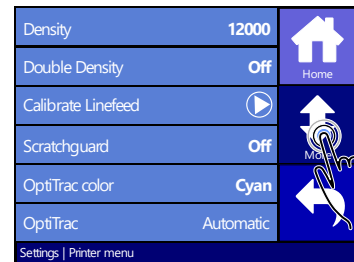 Density 12000
Home
Double Density Off
Calibrate Linefeed
More
Scratchguard Off
OptiTrac color Cyan
OptiTrac Automatic
Settings | Printer menu